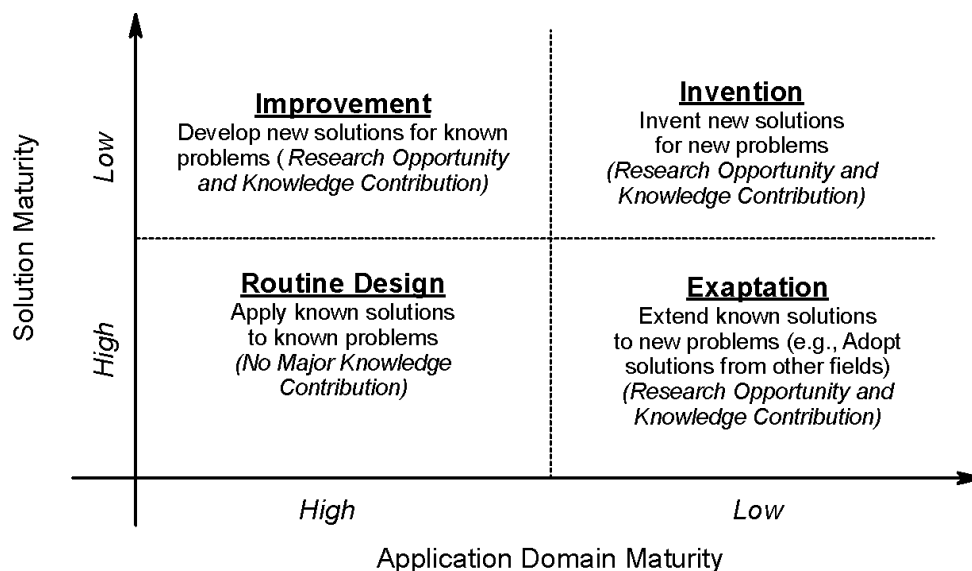 Improvement
Develop new solutions for known
problems ( Research Opportunity
and Knowledge Contribution)
Invention
Invent new solutions
for new problems
(Research Opportunity and
Knowledge Contribution)
Routine Design
Apply known solutions
to known problems
(No Major Knowledge
Contribution)
Exaptation
Extend known solutions
to new problems (e.g., Adopt
solutions from other fields)
(Research Opportunity and
Knowledge Contribution)
Solution Maturity
Low
High
High
Low
Application Domain Maturity